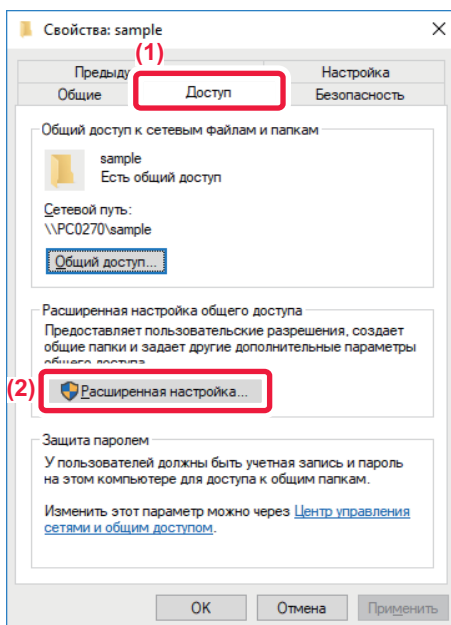 Свойства: sample
(1)
Предыду
Настройка
Общие
Доступ
Безопасность
Общий доступ к сетевым файлам и папкам
sample
Есть общий доступ
Сетевой путь:
\\PC0270\sample
Общий доступ...
Расширенная настройка общего доступа
Предоставляет пользовательские разрешения, создает
общие папки и задает другие дополнительные параметры
общего доступа.
(2)
Расширенная настройка...
Защита паролем
У пользователей должны быть учетная запись и пароль
на этом компьютере для доступа к общим папкам.
Изменить этот параметр можно через Центр управления
сетями и общим доступом.
OK
Отмена
Применить